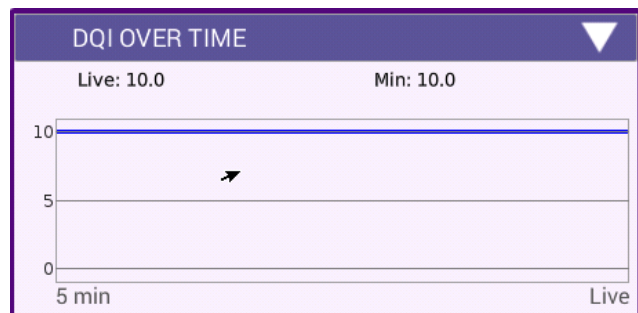 DQI OVER TIME
Live: 10.0 Min: 10.0
10
5
0
5 min Live